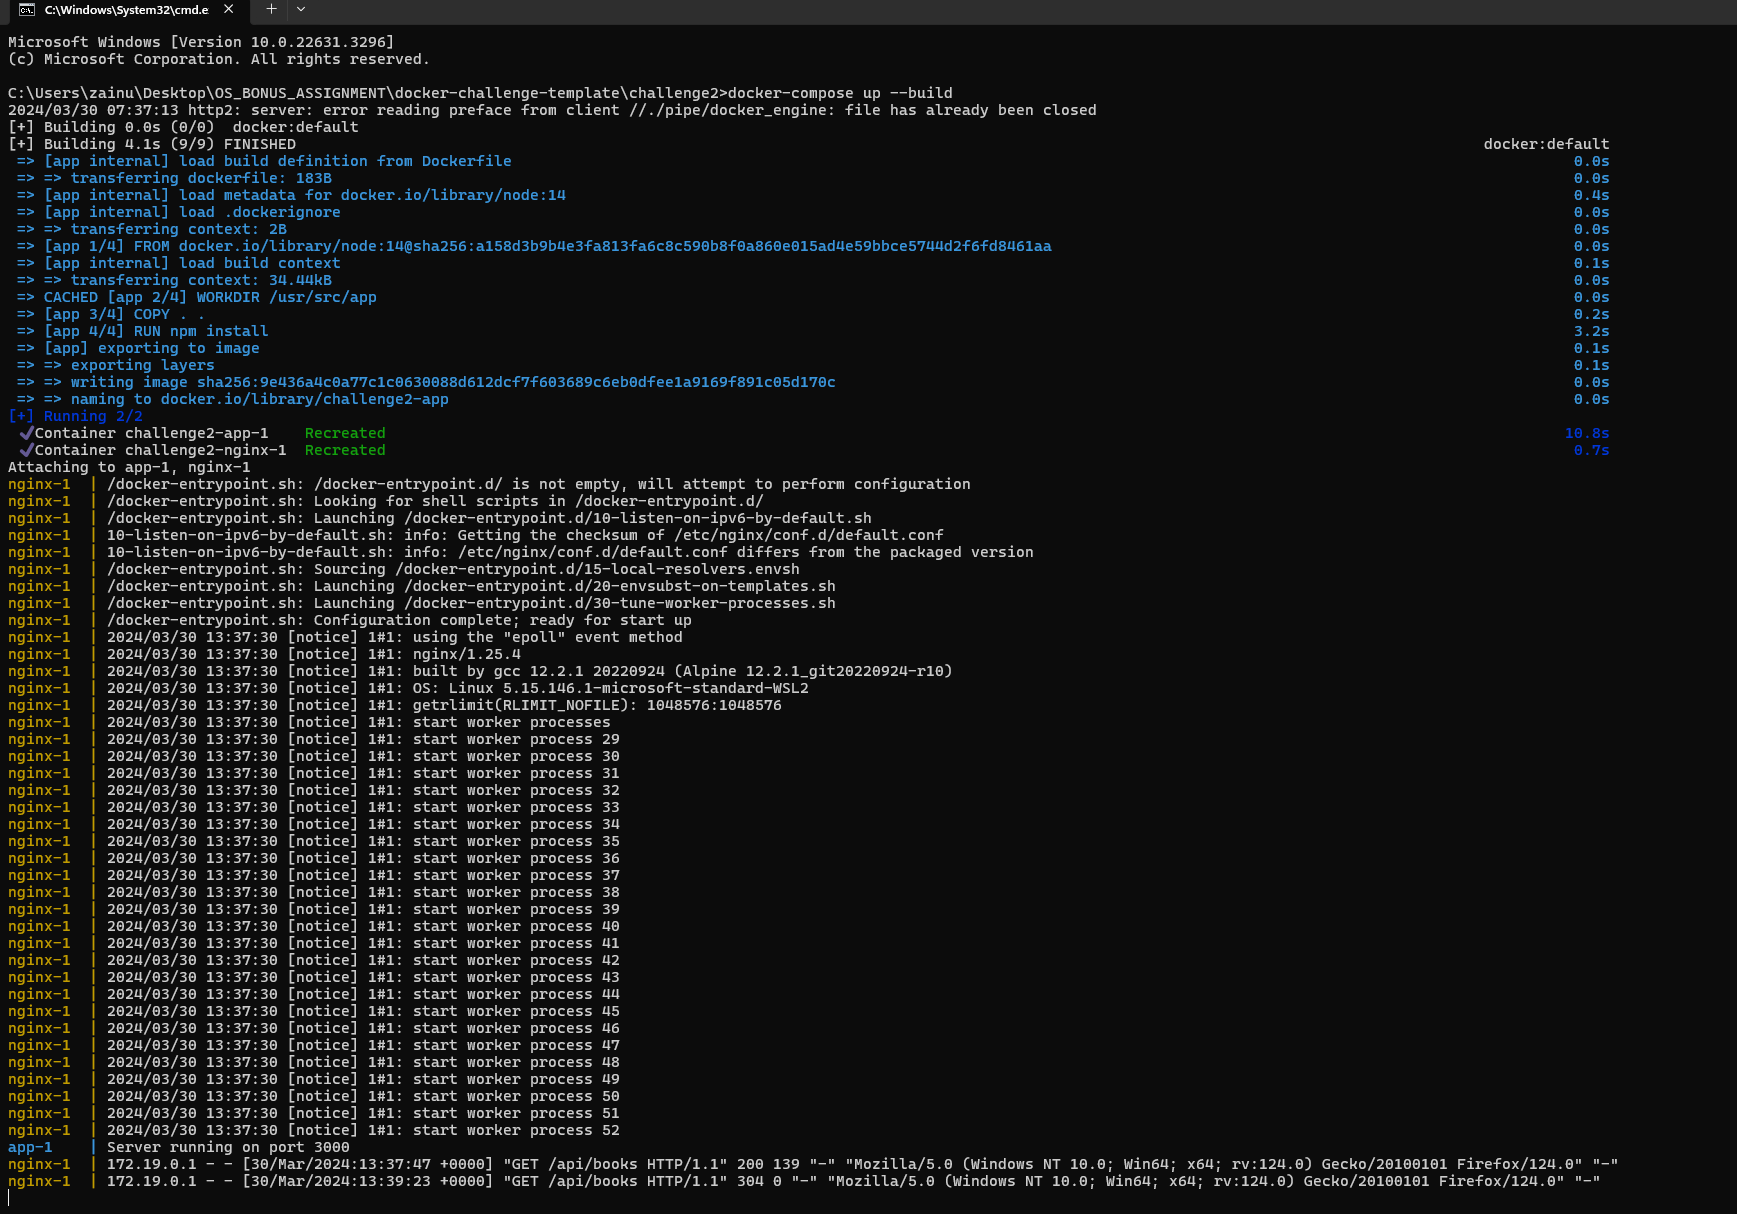 C:\Windows\System32\cmd.e
Microsoft Windows [Version 10.0.22631.3296]
(c) Microsoft Corporation. All rights reserved.
C:\Users\zainu\Desktop\OS_BONUS_ASSIGNMENT\docker-challenge-template\challenge2>docker-compose up --build
2024/03/30 07:37:13 http2: server: error reading preface from client //./pipe/docker_engine: file has already been closed
[+] Building 0.0s (0/0)  docker:default
[+] Building 4.1s (9/9) FINISHED docker:default
=> [app internal] load build definition from Dockerfile 0.0s
=> => transferring dockerfile: 183B 0.0s
=> [app internal] load metadata for docker.io/library/node:14 0.4s
=> [app internal] load .dockerignore 0.0s
=> => transferring context: 2B 0.0s
=> [app 1/4] FROM docker.io/library/node:14@sha256:a158d3b9b4e3fa813fa6c8c590b8f0a860e015ad4e59bbce5744d2f6fd8461aa 0.0s
=> [app internal] load build context 0.1s
=> => transferring context: 34.44kB 0.0s
=> CACHED [app 2/4] WORKDIR /usr/src/app 0.0s
=> [app 3/4] COPY . . 0.2s
=> [app 4/4] RUN npm install 3.2s
=> [app] exporting to image 0.1s
=> => exporting layers 0.1s
=> => writing image sha256:9e436a4c0a77c1c0630088d612dcf7f603689c6eb0dfee1a9169f891c05d170c 0.0s
=> => naming to docker.io/library/challenge2-app 0.0s
[+] Running 2/2
✔Container challenge2-app-1    Recreated 10.8s
✔Container challenge2-nginx-1  Recreated 0.7s
Attaching to app-1, nginx-1
nginx-1  | /docker-entrypoint.sh: /docker-entrypoint.d/ is not empty, will attempt to perform configuration
nginx-1  | /docker-entrypoint.sh: Looking for shell scripts in /docker-entrypoint.d/
nginx-1  | /docker-entrypoint.sh: Launching /docker-entrypoint.d/10-listen-on-ipv6-by-default.sh
nginx-1  | 10-listen-on-ipv6-by-default.sh: info: Getting the checksum of /etc/nginx/conf.d/default.conf
nginx-1  | 10-listen-on-ipv6-by-default.sh: info: /etc/nginx/conf.d/default.conf differs from the packaged version
nginx-1  | /docker-entrypoint.sh: Sourcing /docker-entrypoint.d/15-local-resolvers.envsh
nginx-1  | /docker-entrypoint.sh: Launching /docker-entrypoint.d/20-envsubst-on-templates.sh
nginx-1  | /docker-entrypoint.sh: Launching /docker-entrypoint.d/30-tune-worker-processes.sh
nginx-1  | /docker-entrypoint.sh: Configuration complete; ready for start up
nginx-1  | 2024/03/30 13:37:30 [notice] 1#1: using the "epoll" event method
nginx-1  | 2024/03/30 13:37:30 [notice] 1#1: nginx/1.25.4
nginx-1  | 2024/03/30 13:37:30 [notice] 1#1: built by gcc 12.2.1 20220924 (Alpine 12.2.1_git20220924-r10)
nginx-1  | 2024/03/30 13:37:30 [notice] 1#1: OS: Linux 5.15.146.1-microsoft-standard-WSL2
nginx-1  | 2024/03/30 13:37:30 [notice] 1#1: getrlimit(RLIMIT_NOFILE): 1048576:1048576
nginx-1  | 2024/03/30 13:37:30 [notice] 1#1: start worker processes
nginx-1  | 2024/03/30 13:37:30 [notice] 1#1: start worker process 29
nginx-1  | 2024/03/30 13:37:30 [notice] 1#1: start worker process 30
nginx-1  | 2024/03/30 13:37:30 [notice] 1#1: start worker process 31
nginx-1  | 2024/03/30 13:37:30 [notice] 1#1: start worker process 32
nginx-1  | 2024/03/30 13:37:30 [notice] 1#1: start worker process 33
nginx-1  | 2024/03/30 13:37:30 [notice] 1#1: start worker process 34
nginx-1  | 2024/03/30 13:37:30 [notice] 1#1: start worker process 35
nginx-1  | 2024/03/30 13:37:30 [notice] 1#1: start worker process 36
nginx-1  | 2024/03/30 13:37:30 [notice] 1#1: start worker process 37
nginx-1  | 2024/03/30 13:37:30 [notice] 1#1: start worker process 38
nginx-1  | 2024/03/30 13:37:30 [notice] 1#1: start worker process 39
nginx-1  | 2024/03/30 13:37:30 [notice] 1#1: start worker process 40
nginx-1  | 2024/03/30 13:37:30 [notice] 1#1: start worker process 41
nginx-1  | 2024/03/30 13:37:30 [notice] 1#1: start worker process 42
nginx-1  | 2024/03/30 13:37:30 [notice] 1#1: start worker process 43
nginx-1  | 2024/03/30 13:37:30 [notice] 1#1: start worker process 44
nginx-1  | 2024/03/30 13:37:30 [notice] 1#1: start worker process 45
nginx-1  | 2024/03/30 13:37:30 [notice] 1#1: start worker process 46
nginx-1  | 2024/03/30 13:37:30 [notice] 1#1: start worker process 47
nginx-1  | 2024/03/30 13:37:30 [notice] 1#1: start worker process 48
nginx-1  | 2024/03/30 13:37:30 [notice] 1#1: start worker process 49
nginx-1  | 2024/03/30 13:37:30 [notice] 1#1: start worker process 50
nginx-1  | 2024/03/30 13:37:30 [notice] 1#1: start worker process 51
nginx-1  | 2024/03/30 13:37:30 [notice] 1#1: start worker process 52
app-1    | Server running on port 3000
nginx-1  | 172.19.0.1 - - [30/Mar/2024:13:37:47 +0000] "GET /api/books HTTP/1.1" 200 139 "-" "Mozilla/5.0 (Windows NT 10.0; Win64; x64; rv:124.0) Gecko/20100101 Firefox/124.0" "-"
nginx-1  | 172.19.0.1 - - [30/Mar/2024:13:39:23 +0000] "GET /api/books HTTP/1.1" 304 0 "-" "Mozilla/5.0 (Windows NT 10.0; Win64; x64; rv:124.0) Gecko/20100101 Firefox/124.0" "-"